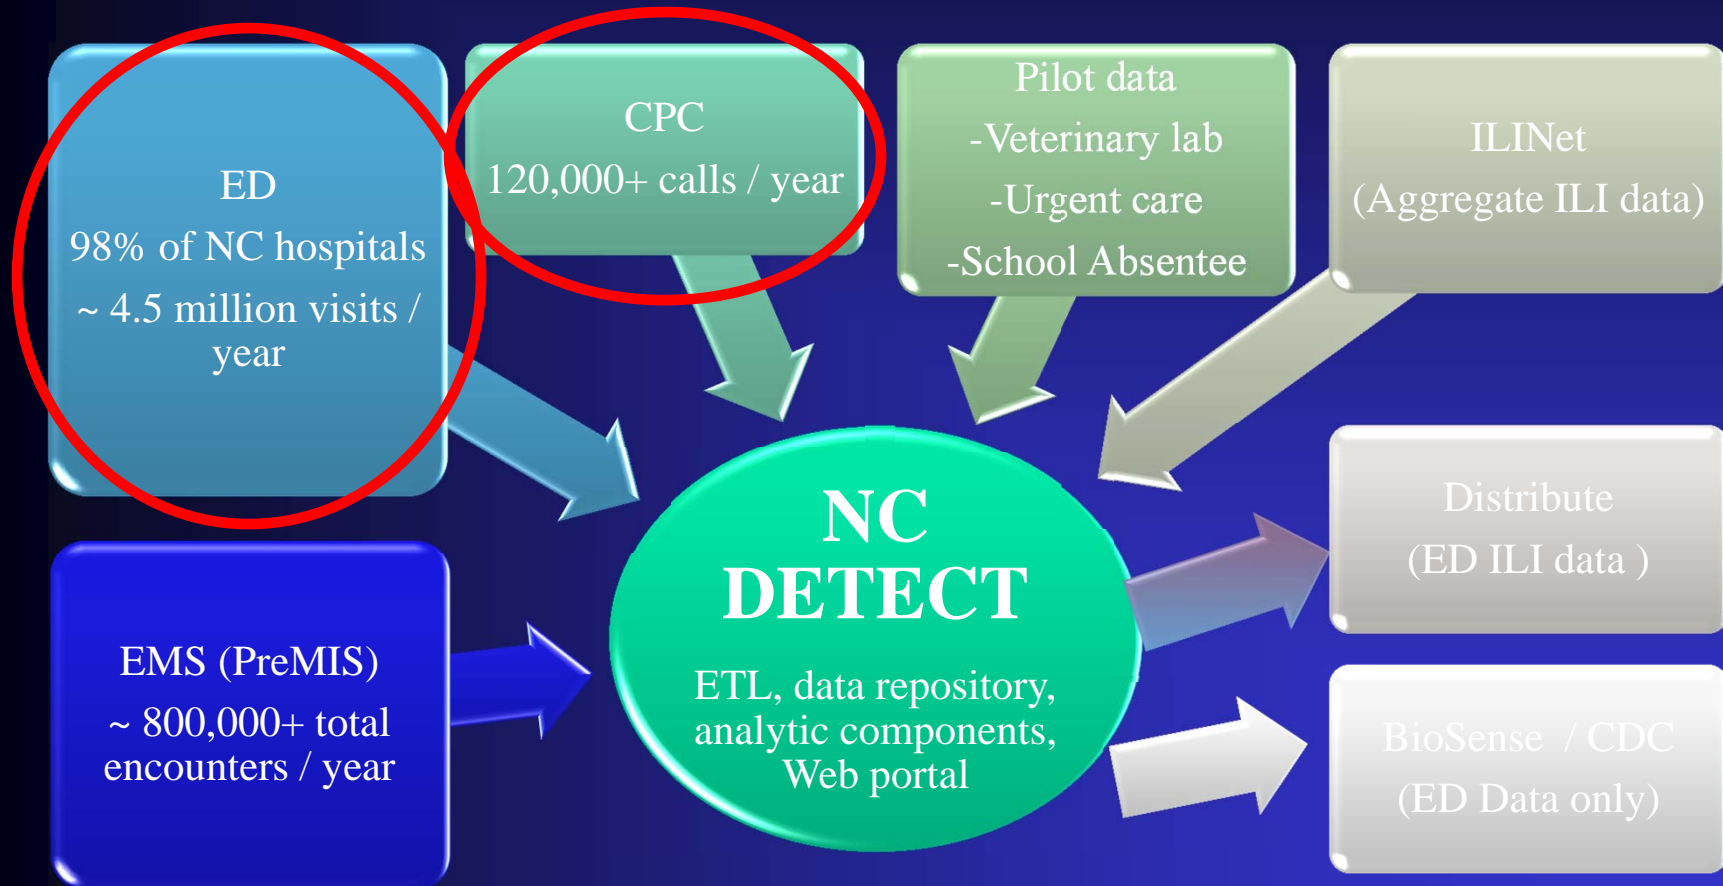 ED
98% of NC hospitals
~ 4.5 million visits /
year
CPC
120,000+ calls / year
Pilot data
-Veterinary lab
-Urgent care
-School Absentee
ILINet
(Aggregate ILI data)
EMS (PreMIS)
~ 800,000+ total
encounters / year
NC
DETECT
ETL, data repository,
analytic components,
Web portal
Distribute
(ED ILI data )
BioSense / CDC
(ED Data only)